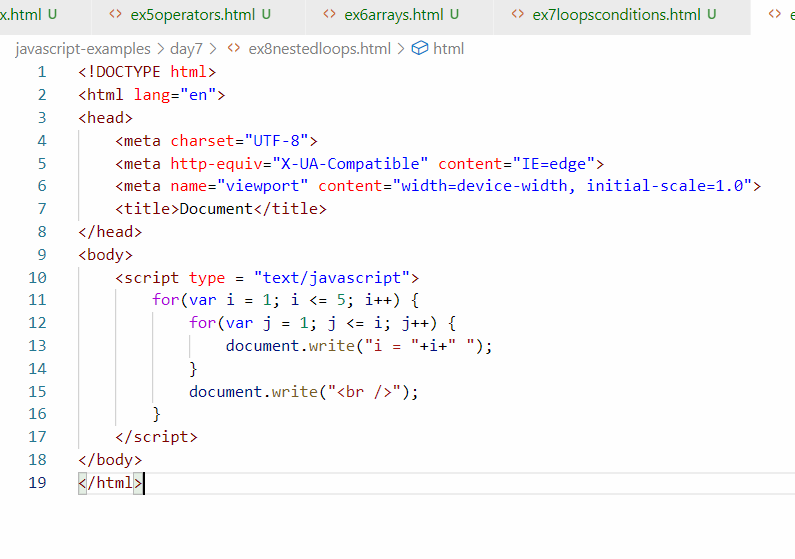 x.html U <> ex5operators.html U <> ex6arrays.html U <> ex7loopsconditions.html U <>
javascript-examples > day7 > <> ex8nestedloops.html > html
1 <!DOCTYPE html>
2 <html lang="en">
3 <head>
4     <meta charset="UTF-8">
5     <meta http-equiv="X-UA-Compatible" content="IE=edge">
6     <meta name="viewport" content="width=device-width, initial-scale=1.0">
7     <title>Document</title>
8 </head>
9 <body>
10     <script type = "text/javascript">
11         for(var i = 1; i <= 5; i++) {
12             for(var j = 1; j <= i; j++) {
13                 document.write("i = "+i+" ");
14             }
15             document.write("<br />");
16         }
17     </script>
18 </body>
19 </html>